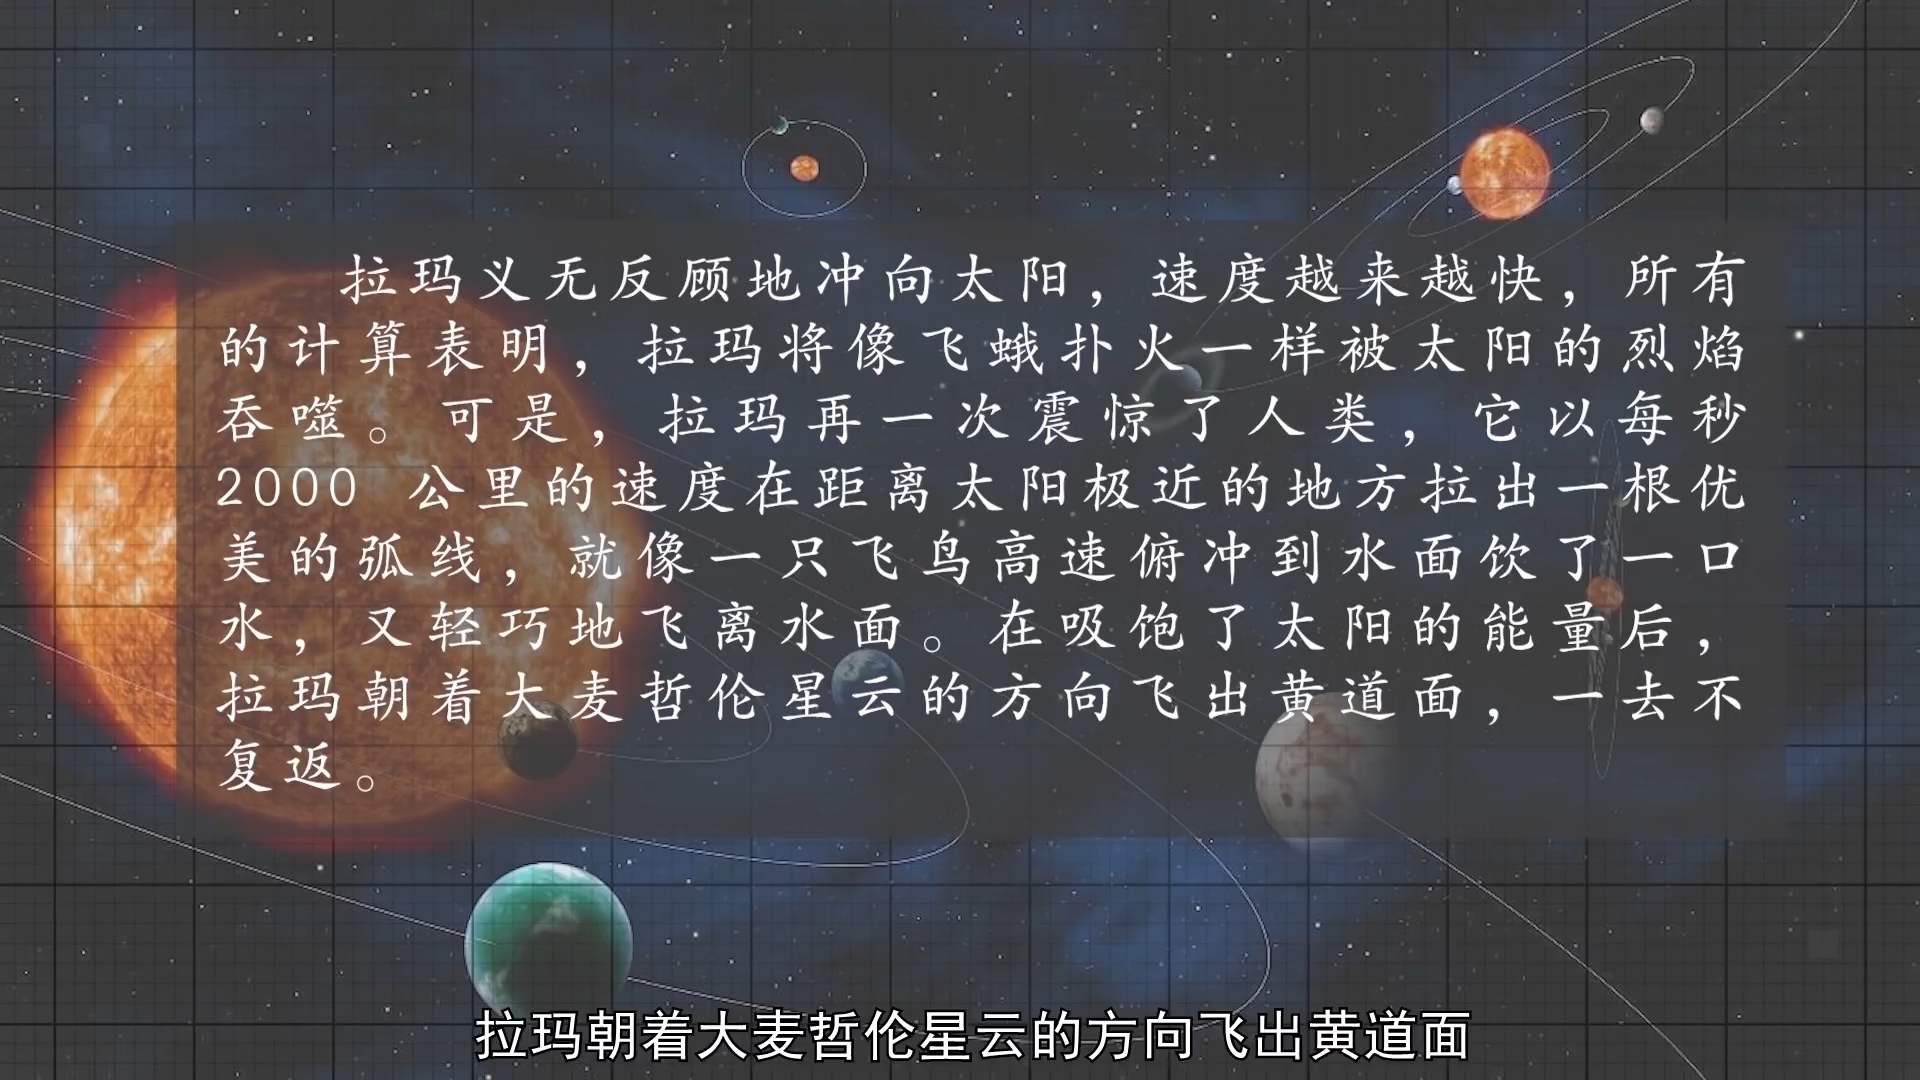 拉玛义无反顾地冲向太阳，速度越来越快，所有
的计算表明，拉玛将像飞蛾扑火一样被太阳的烈焰
吞噬。可是，拉玛再一次震惊了人类，它以每秒
2000 公里的速度在距离太阳极近的地方拉出一根优
美的弧线，就像一只飞鸟高速俯冲到水面饮了一口
水，又轻巧地飞离水面。在吸饱了太阳的能量后，
拉玛朝着大麦哲伦星云的方向飞出黄道面，一去不
复返。
拉玛朝着大麦哲伦星云的方向飞出黄道面